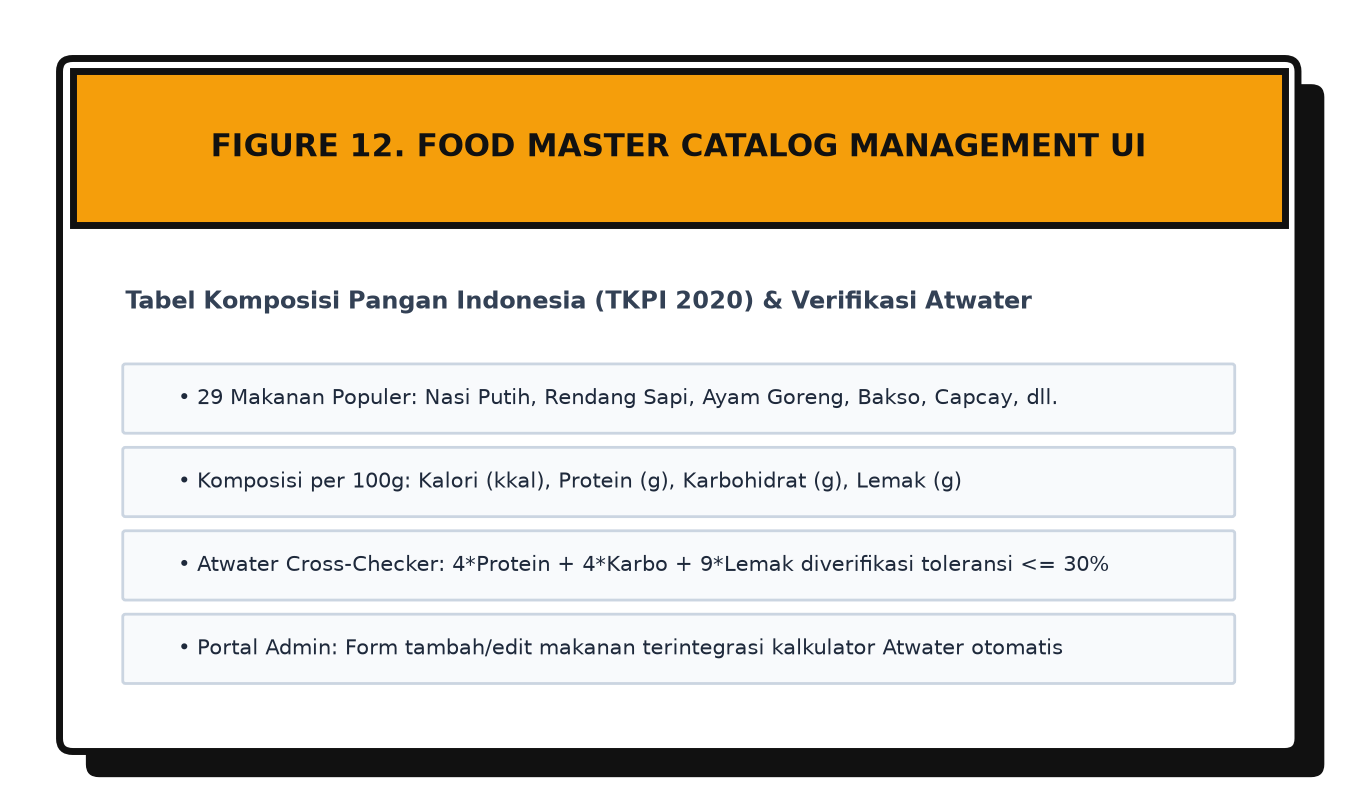 FIGURE 12. FOOD MASTER CATALOG MANAGEMENT UI
Tabel Komposisi Pangan Indonesia (TKPI 2020) & Verifikasi Atwater
• 29 Makanan Populer: Nasi Putih, Rendang Sapi, Ayam Goreng, Bakso, Capcay, dll.
• Komposisi per 100g: Kalori (kkal), Protein (g), Karbohidrat (g), Lemak (g)
• Atwater Cross-Checker: 4*Protein + 4*Karbo + 9*Lemak diverifikasi toleransi <= 30%
• Portal Admin: Form tambah/edit makanan terintegrasi kalkulator Atwater otomatis